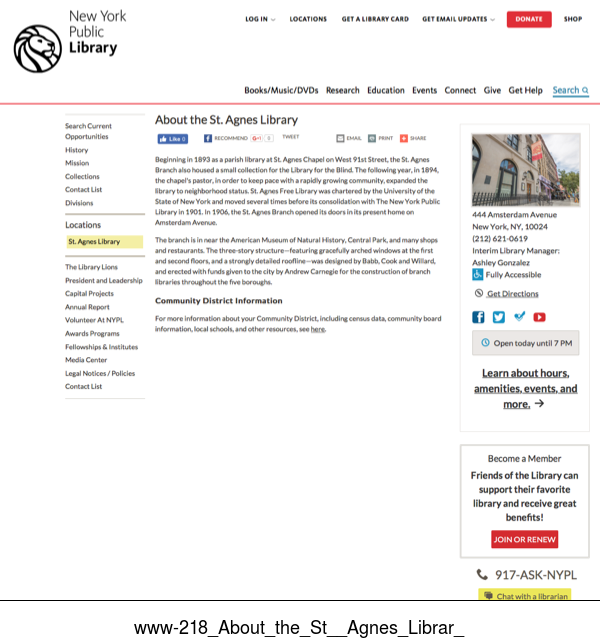 New York
Public
Library
LOG IN
LOCATIONS
GET A LIBRARY CARD
GET EMAIL UPDATES
DONATE
SHOP
Books/Music/DVDs
Research
Education
Events
Connect
Give
Get Help
Search
Search Current
Opportunities
History
Mission
Collections
Contact List
Divisions
Locations
St. Agnes Library
The Library Lions
President and Leadership
Capital Projects
Annual Report
Volunteer At NYPL
Awards Programs
Fellowships & Institutes
Media Center
Legal Notices / Policies
Contact List
About the St. Agnes Library
Like 0
RECOMMEND
G+1
0
TWEET
EMAIL
PRINT
SHARE
Beginning in 1893 as a parish library at St. Agnes Chapel on West 91st Street, the St. Agnes
Branch also housed a small collection for the Library for the Blind. The following year, in 1894,
the chapel's pastor, in order to keep pace with a rapidly growing community, expanded the
library to neighborhood status. St. Agnes Free Library was chartered by the University of the
State of New York and moved several times before its consolidation with The New York Public
Library in 1901. In 1906, the St. Agnes Branch opened its doors in its present home on
Amsterdam Avenue.
The branch is in near the American Museum of Natural History, Central Park, and many shops
and restaurants. The three-story structure—featuring gracefully arched windows at the first
and second floors, and a strongly detailed roofline—was designed by Babb, Cook and Willard,
and erected with funds given to the city by Andrew Carnegie for the construction of branch
libraries throughout the five boroughs.
Community District Information
For more information about your Community District, including census data, community board
information, local schools, and other resources, see here.
444 Amsterdam Avenue
New York, NY, 10024
(212) 621-0619
Interim Library Manager:
Ashley Gonzalez
Fully Accessible
Get Directions
Open today until 7 PM
Learn about hours,
amenities, events, and
more. →
Become a Member
Friends of the Library can
support their favorite
library and receive great
benefits!
JOIN OR RENEW
917-ASK-NYPL
Chat with a librarian
www-218_About_the_St__Agnes_Librar_